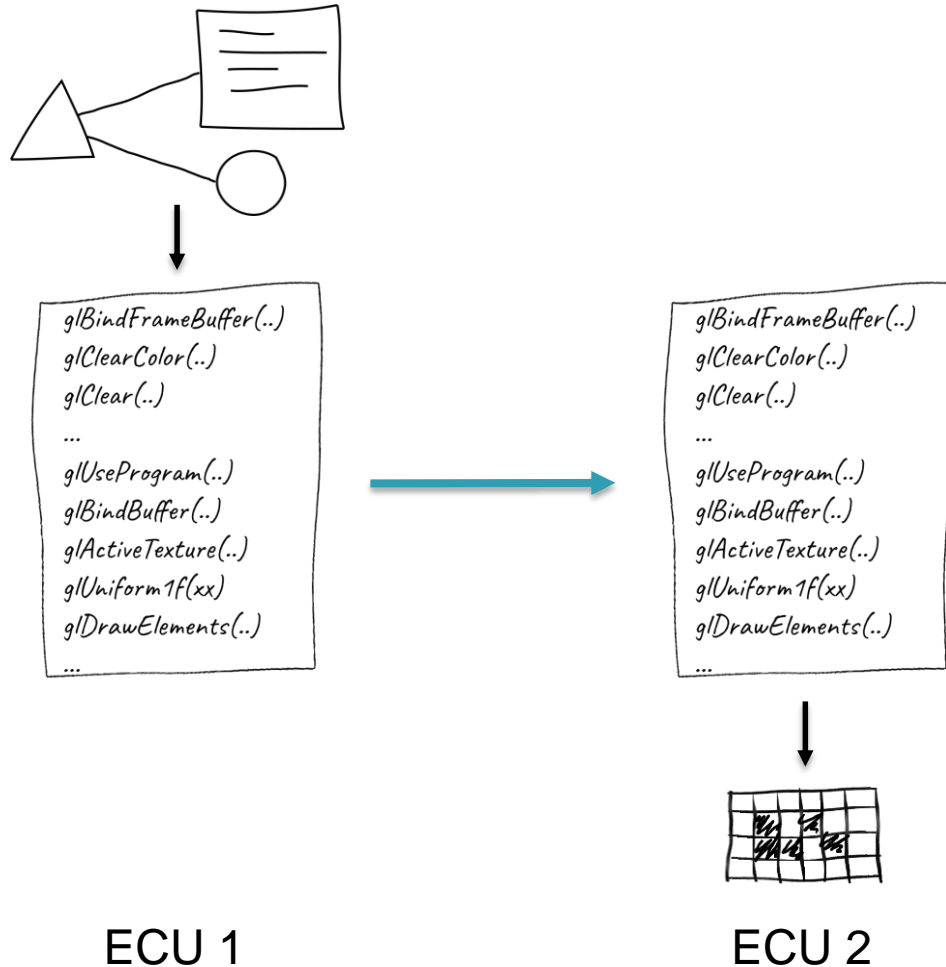 glBindFrameBuffer(..)
glClearColor(..)
glClear(..)
...
glUseProgram(..)
glBindBuffer(..)
glActiveTexture(..)
glUniform1f(xx)
glDrawElements(..)
...
glBindFrameBuffer(..)
glClearColor(..)
glClear(..)
...
glUseProgram(..)
glBindBuffer(..)
glActiveTexture(..)
glUniform1f(xx)
glDrawElements(..)
...
ECU 1
ECU 2